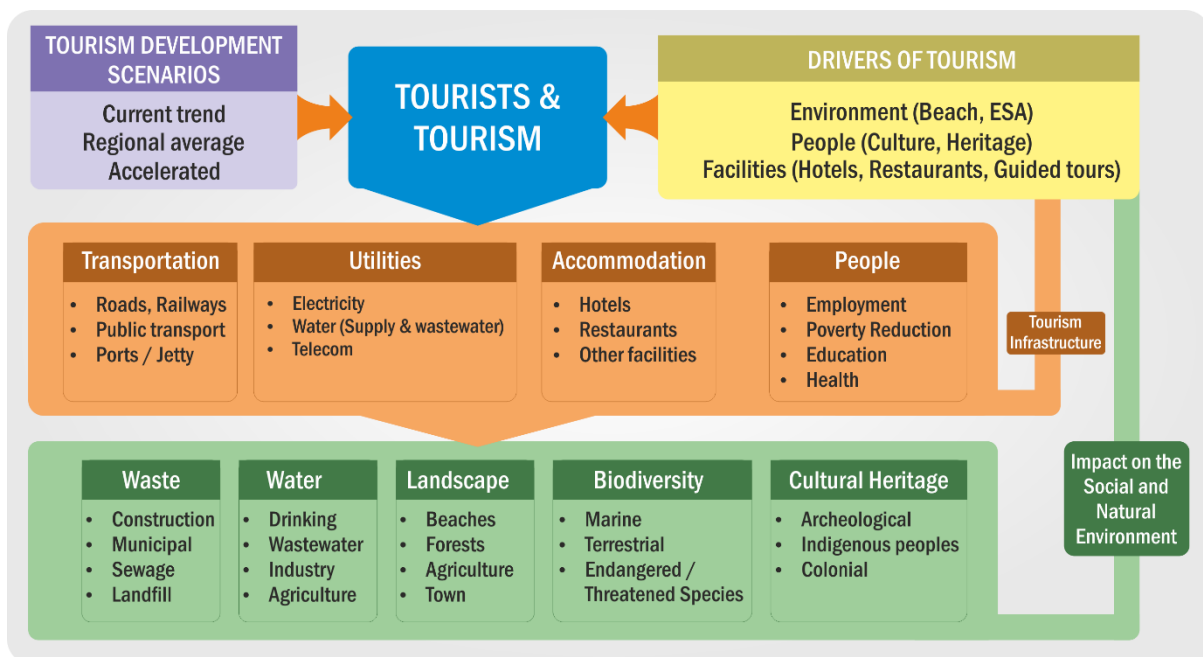 TOURISM DEVELOPMENT
SCENARIOS
Current trend
Regional average
Accelerated
TOURISTS &
TOURISM
DRIVERS OF TOURISM
Environment (Beach, ESA)
People (Culture, Heritage)
Facilities (Hotels, Restaurants, Guided tours)
Transportation
• Roads, Railways
• Public transport
• Ports / Jetty
Utilities
• Electricity
• Water (Supply & wastewater)
• Telecom
Accommodation
• Hotels
• Restaurants
• Other facilities
People
• Employment
• Poverty Reduction
• Education
• Health
Tourism
Infrastructure
Waste
• Construction
• Municipal
• Sewage
• Landfill
Water
• Drinking
• Wastewater
• Industry
• Agriculture
Landscape
• Beaches
• Forests
• Agriculture
• Town
Biodiversity
• Marine
• Terrestrial
• Endangered /
Threatened Species
Cultural Heritage
• Archeological
• Indigenous peoples
• Colonial
Impact on the
Social and
Natural
Environment